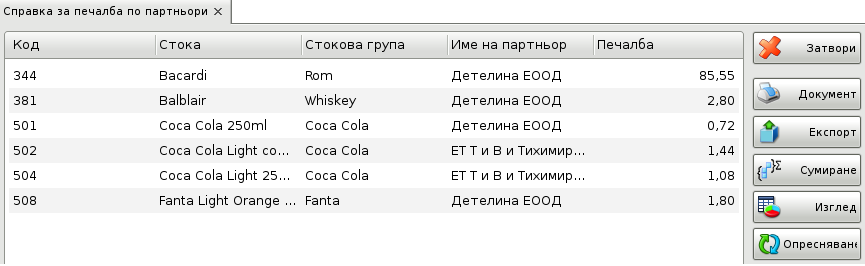 Справка за печалба по партньори ✕
Код Стока Стокова група Име на партньор Печалба
344 Bacardi Rom Детелина ЕООД 85,55
381 Balblair Whiskey Детелина ЕООД 2,80
501 Coca Cola 250ml Coca Cola Детелина ЕООД 0,72
502 Coca Cola Light co... Coca Cola ЕТ Т и В и Тихимир... 1,44
504 Coca Cola Light 25... Coca Cola ЕТ Т и В и Тихимир... 1,08
508 Fanta Light Orange ... Fanta Детелина ЕООД 1,80
Затвори
Документ
Експорт
Сумиране
Изглед
Опресняване